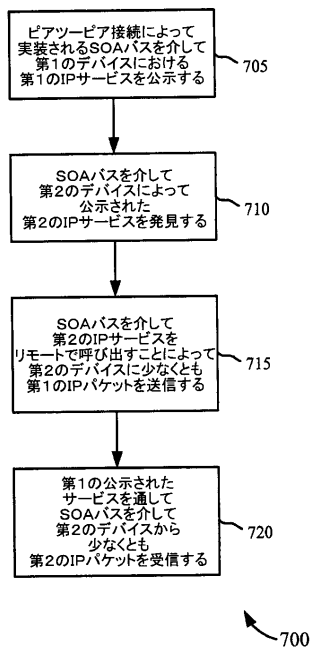 ピアツーピア接続によって
実装されるSOAバスを介して
第1のデバイスにおける
第1のIPサービスを公示する
705
SOAバスを介して
第2のデバイスによって
公示された
第2のIPサービスを発見する
710
SOAバスを介して
第2のIPサービスを
リモートで呼び出すことによって
第2のデバイスに少なくとも
第1のIPパケットを送信する
715
第1の公示された
サービスを通して
SOAバスを介して
第2のデバイスから
少なくとも
第2のIPパケットを受信する
720
700